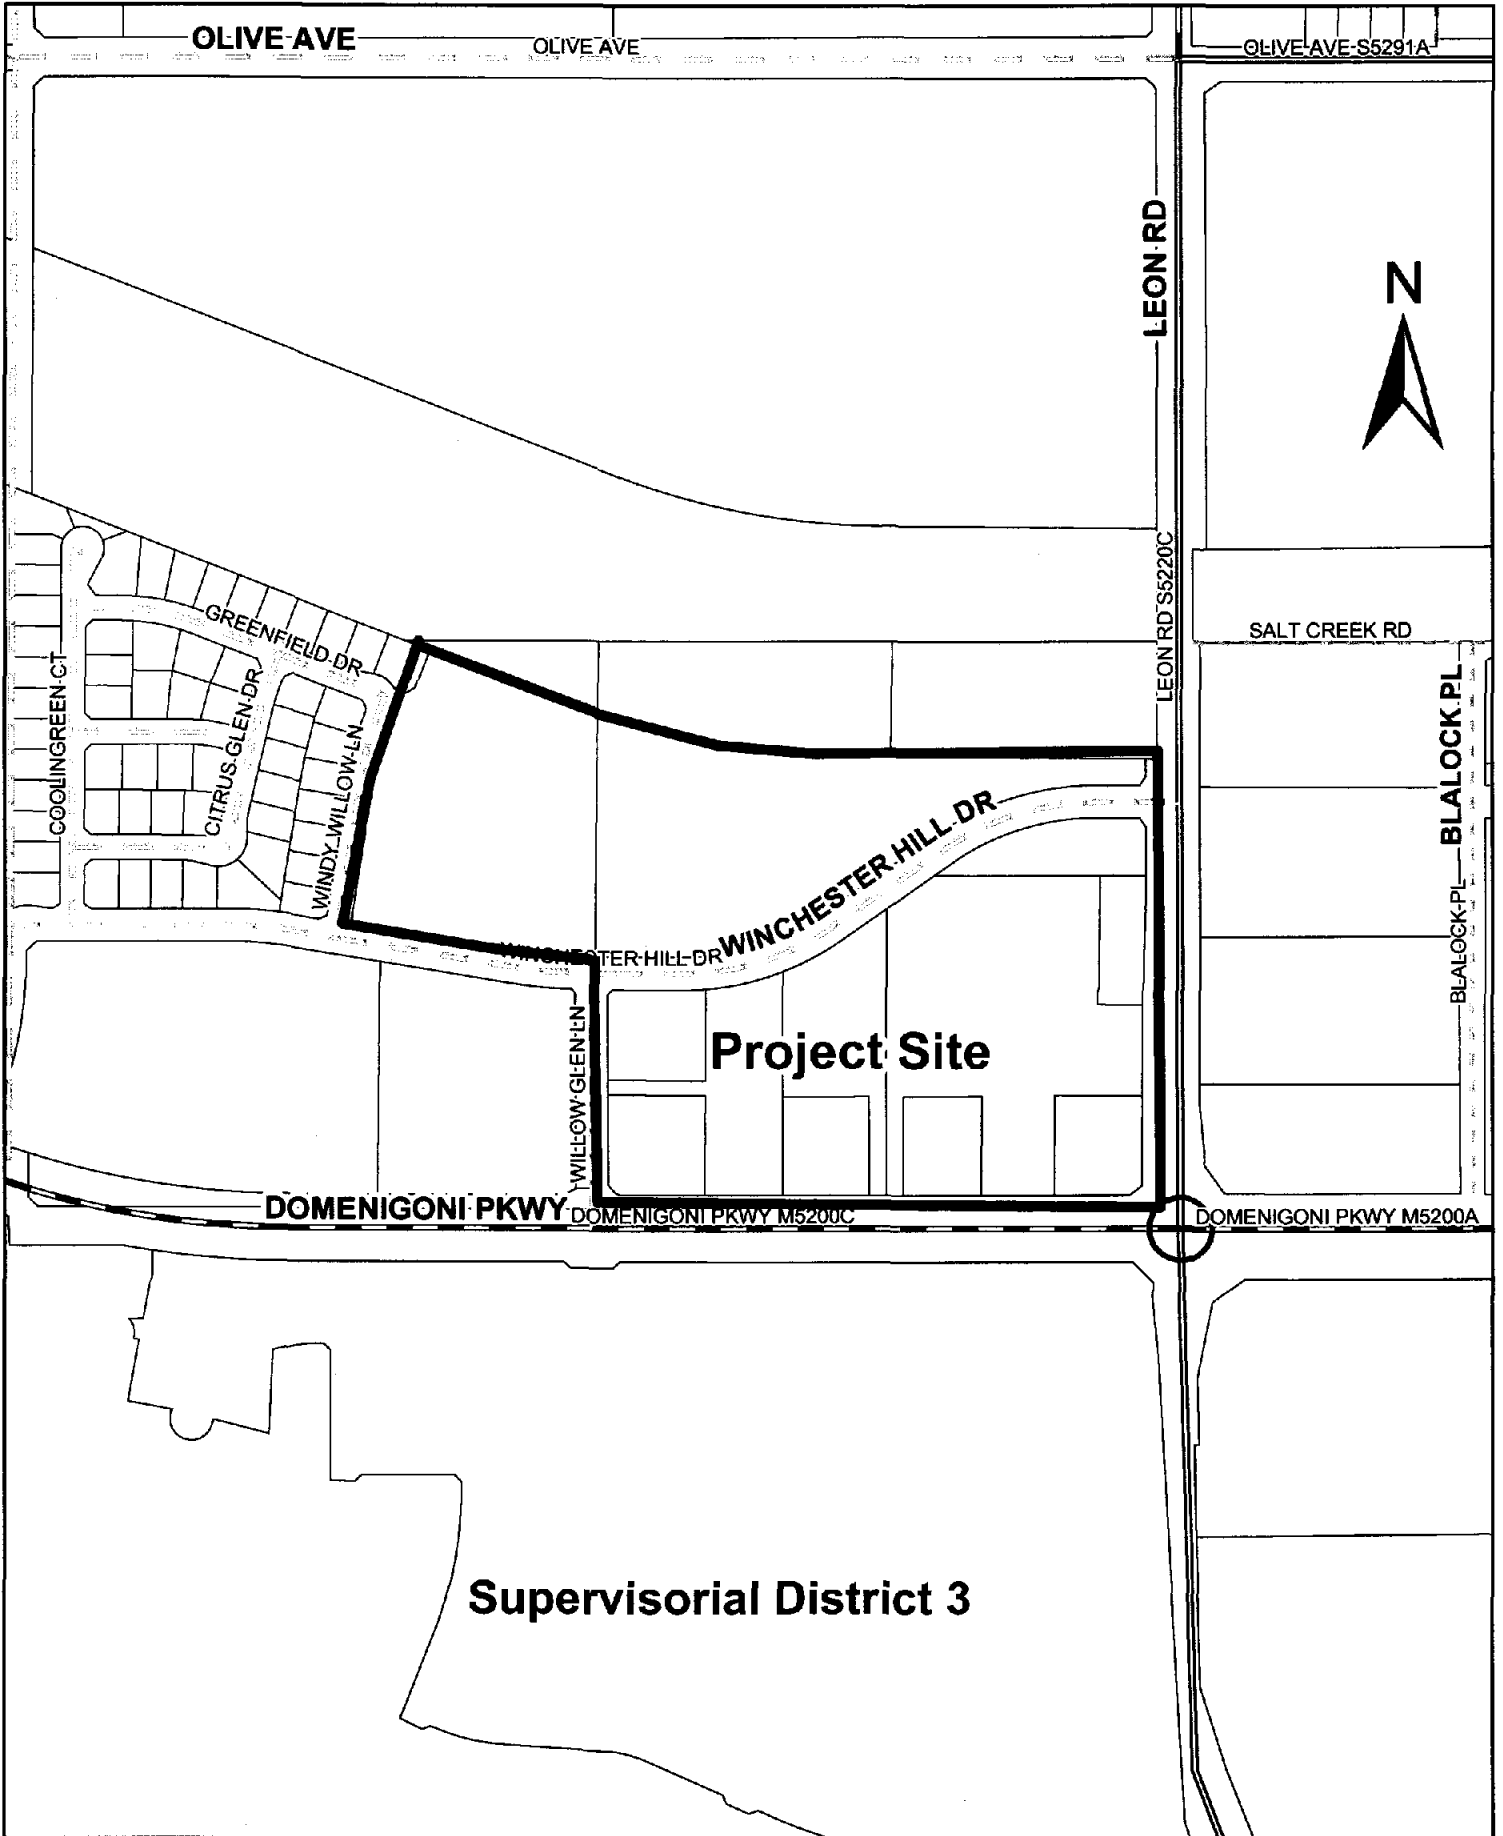 OLIVE AVE
OLIVE AVE
OLIVE AVE S5291A
LEON RD
N
LEON RD S5220C
SALT CREEK RD
GREENFIELD DR
COOLINGREEN CT
CITRUS GLEN DR
WINDY WILLOW LN
BLALOCK PL
WINCHESTER HILL DR
WINCHESTER HILL DR
BLALOCK PL
Project Site
WILLOW GLEN LN
DOMENIGONI PKWY
DOMENIGONI PKWY M5200C
DOMENIGONI PKWY M5200A
Supervisorial District 3